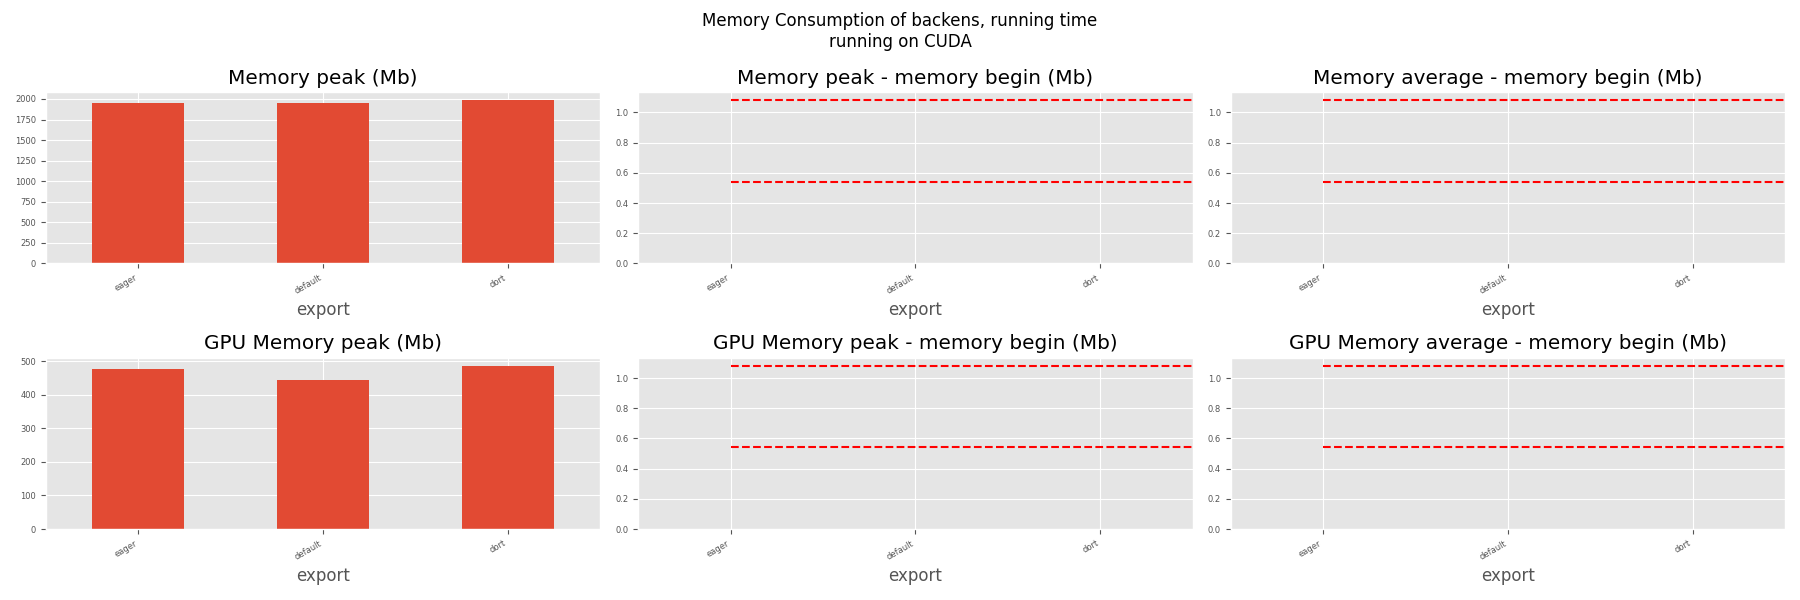 Memory Consumption of backens, running time
running on CUDA
Memory peak (Mb)
2000
1750
1500
1250
1000
750
500
250
0
eager
default
dort
export
Memory peak - memory begin (Mb)
1.0
0.8
0.6
0.4
0.2
0.0
eager
default
dort
export
Memory average - memory begin (Mb)
1.0
0.8
0.6
0.4
0.2
0.0
eager
default
dort
export
GPU Memory peak (Mb)
500
400
300
200
100
0
eager
default
dort
export
GPU Memory peak - memory begin (Mb)
1.0
0.8
0.6
0.4
0.2
0.0
eager
default
dort
export
GPU Memory average - memory begin (Mb)
1.0
0.8
0.6
0.4
0.2
0.0
eager
default
dort
export